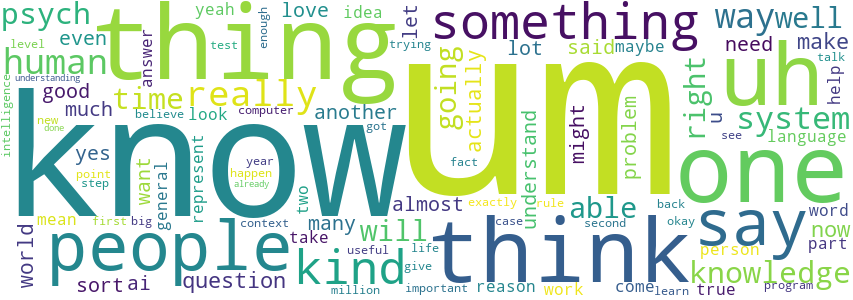 psych yeah love idea let something way well
level even test enough trying said maybe need make
human thing answer going lot talk
good time really actually right uh help
intelligence understanding much believe look computer another might problem u system
new done know um got see language
yes want general represent year two fact understand one
point step happen already
mean first big context many almost exactly rule able back okay word now
world people kind will take useful life case second think say person part
sort ai question million give important reason work come learn true knowledge program